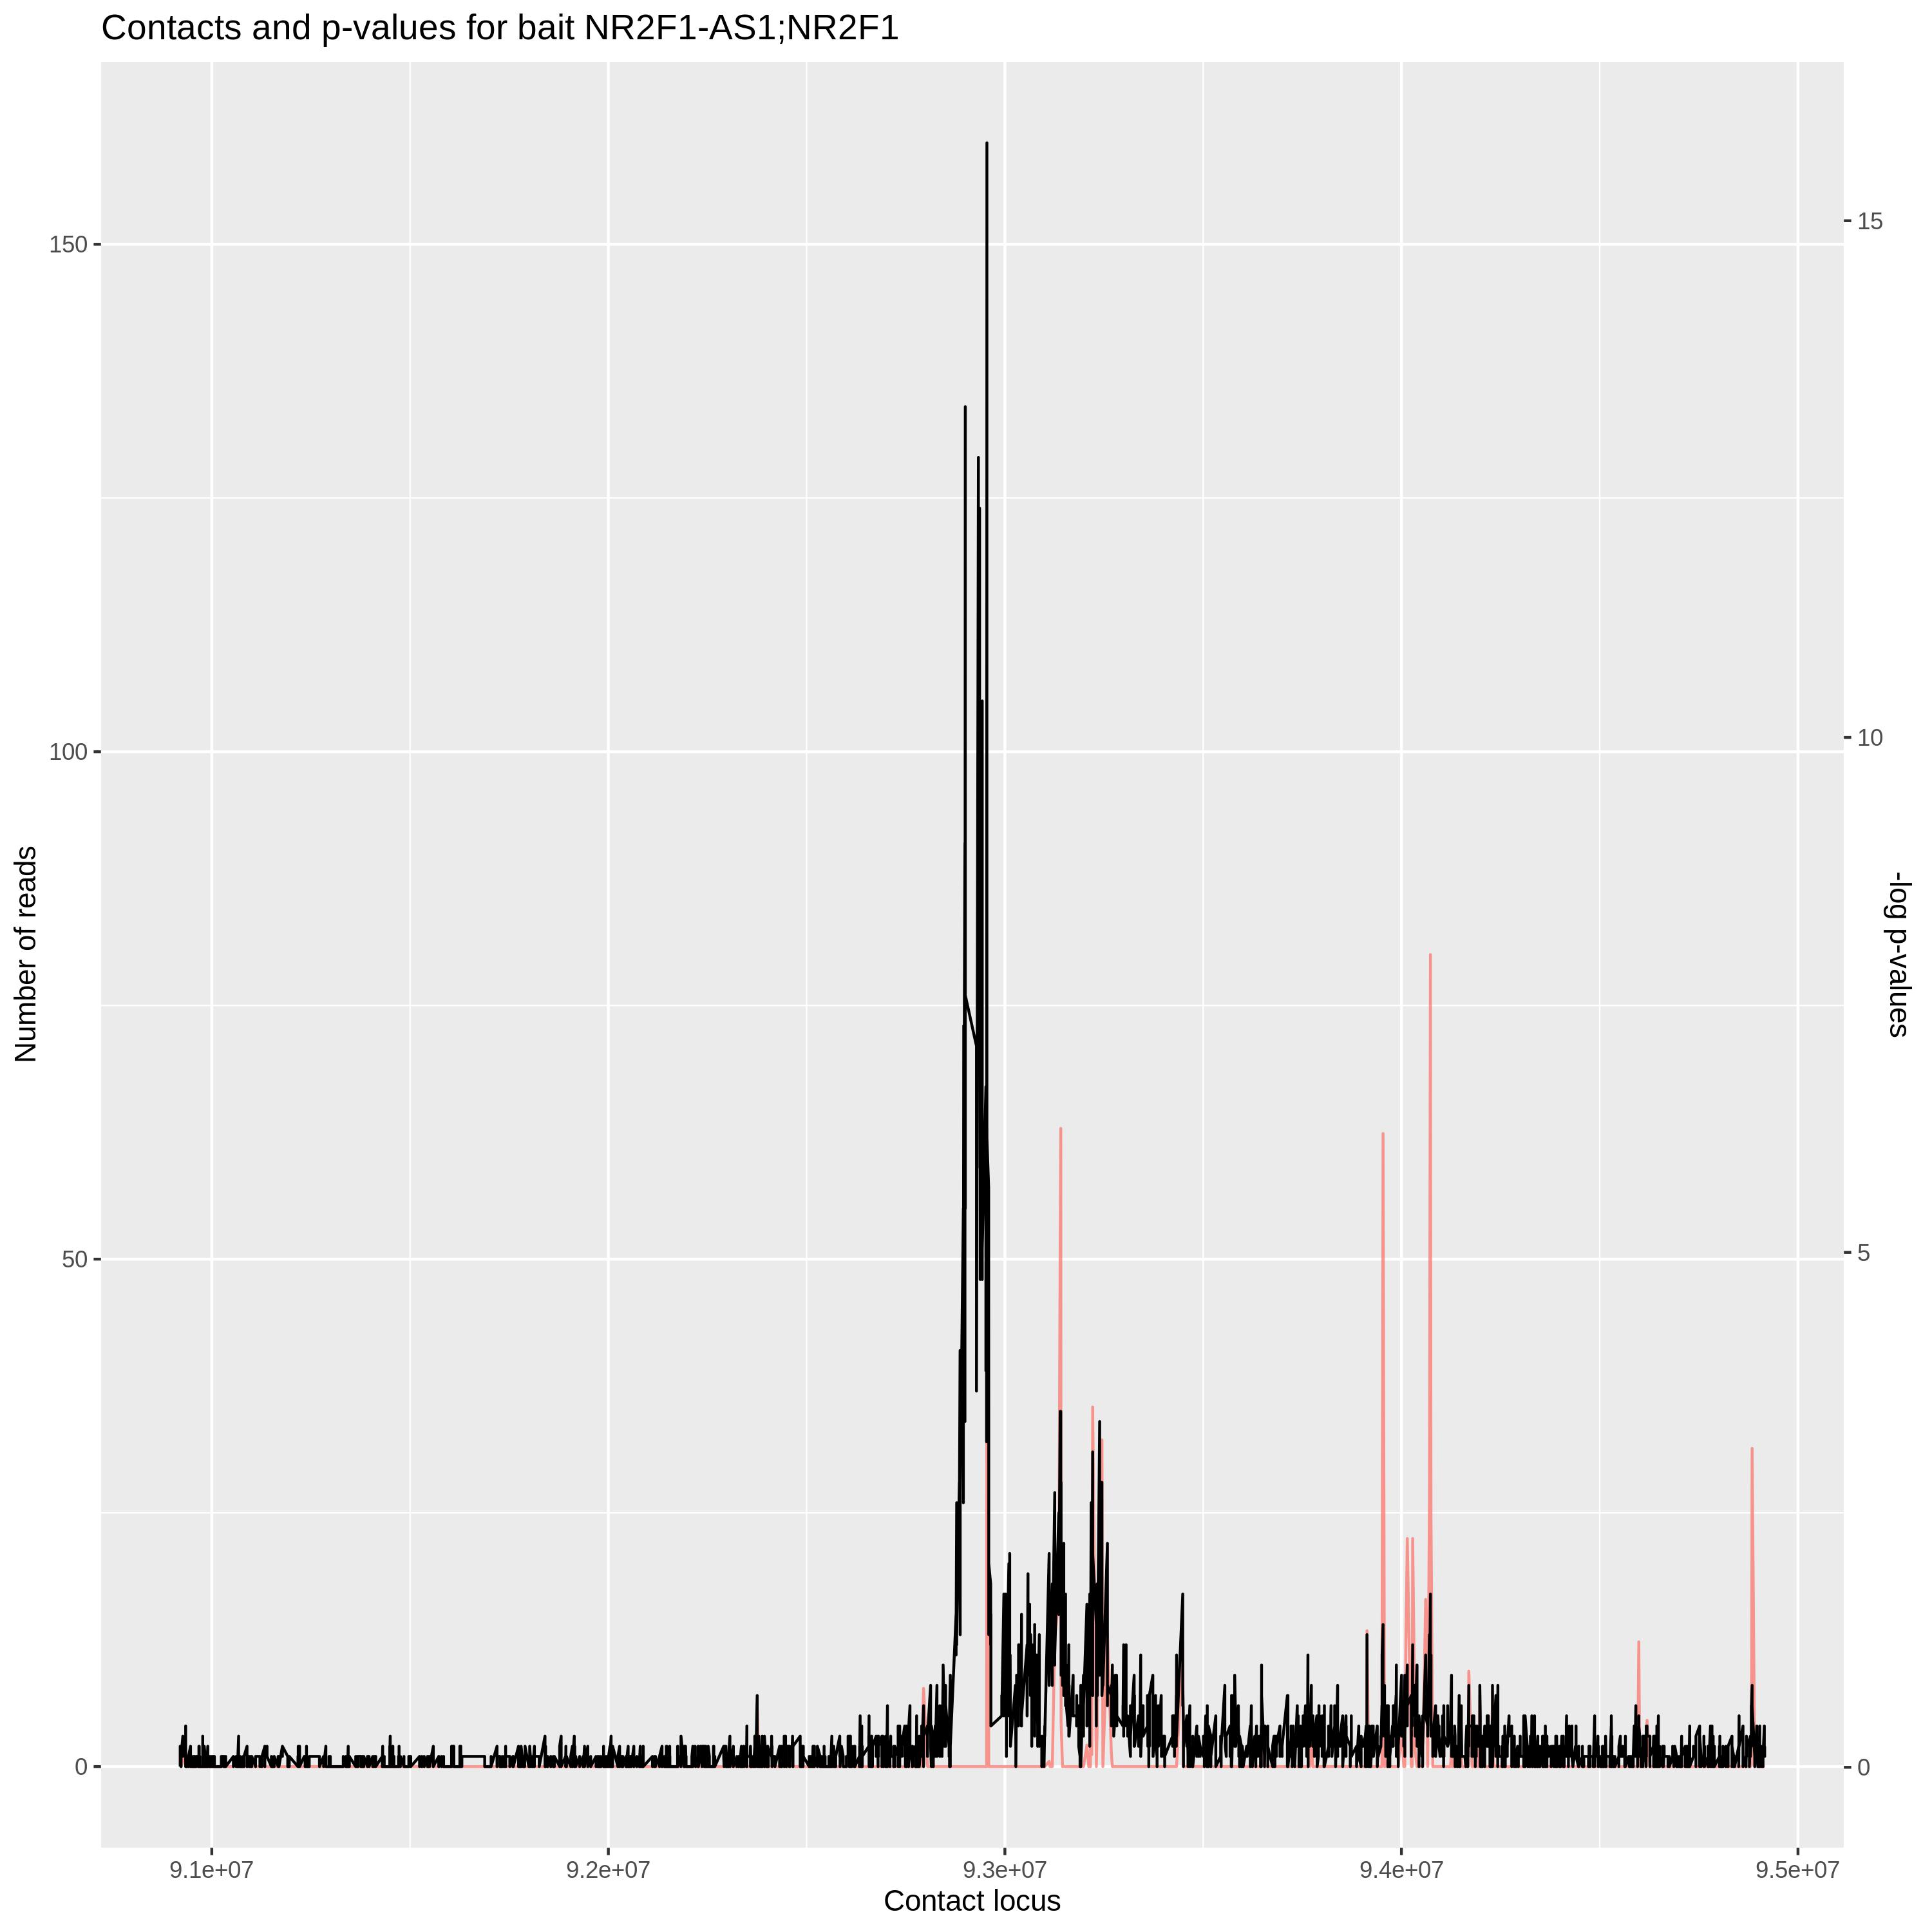 Contacts and p-values for bait NR2F1-AS1;NR2F1
150
100
50
0
Number of reads
15
10
5
0
-log p-values
9.1e+07
9.2e+07
9.3e+07
9.4e+07
9.5e+07
Contact locus